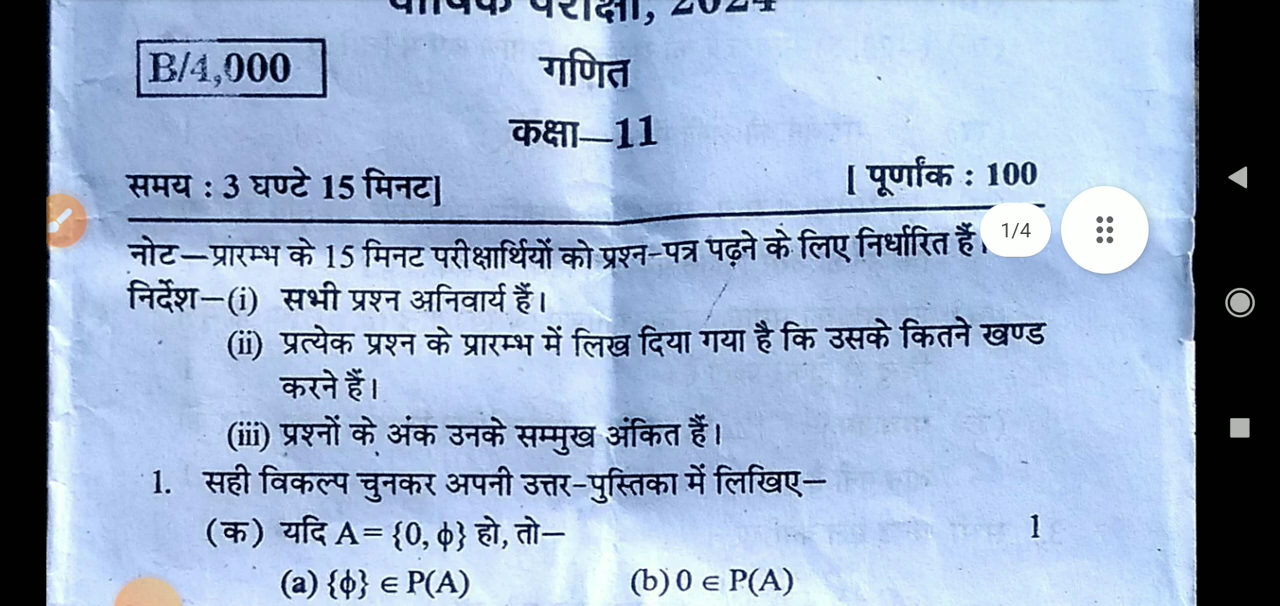 वार्षिक परीक्षा, 2024
B/4,000
गणित
कक्षा—11
समय : 3 घण्टे 15 मिनट]
[ पूर्णांक : 100
नोट—प्रारम्भ के 15 मिनट परीक्षार्थियों को प्रश्न-पत्र पढ़ने के लिए निर्धारित हैं।
1/4
निर्देश—(i) सभी प्रश्न अनिवार्य हैं।
(ii) प्रत्येक प्रश्न के प्रारम्भ में लिख दिया गया है कि उसके कितने खण्ड
करने हैं।
(iii) प्रश्नों के अंक उनके सम्मुख अंकित हैं।
1. सही विकल्प चुनकर अपनी उत्तर-पुस्तिका में लिखिए—
(क) यदि A= {0, ϕ} हो, तो— 1
(a) {ϕ} ∈ P(A) (b) 0 ∈ P(A)